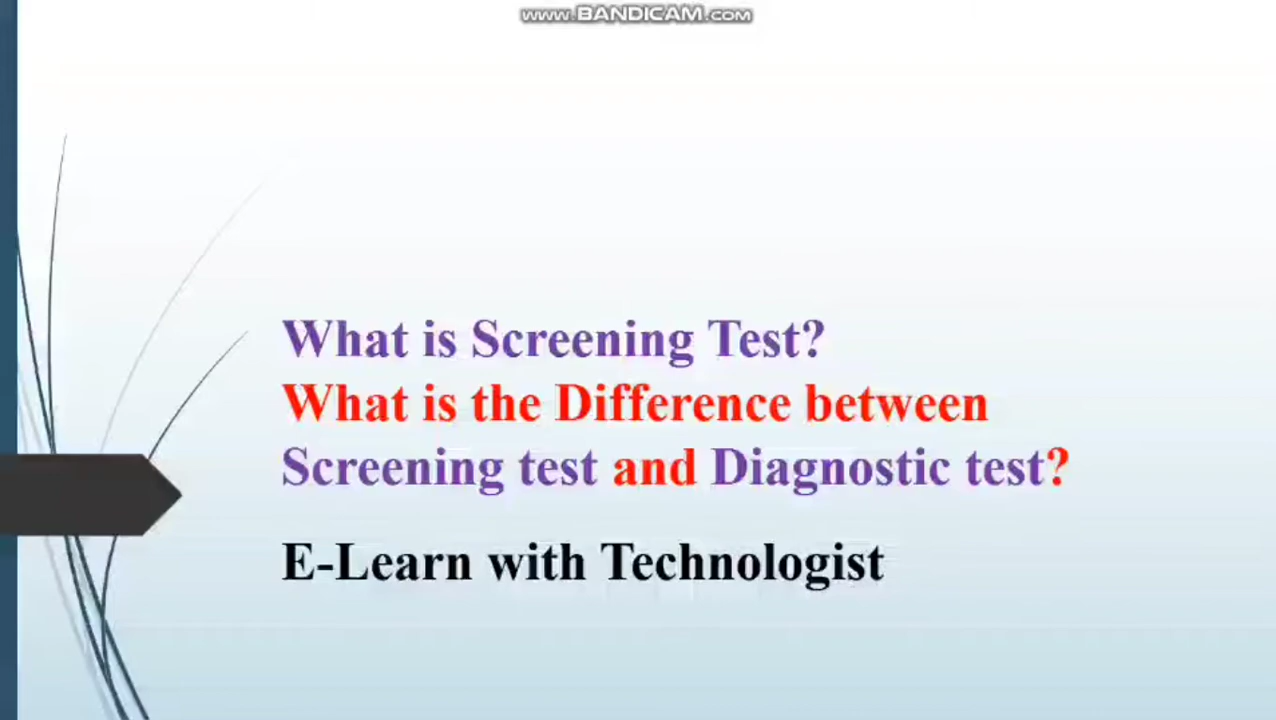 www.BANDICAM.com
What is Screening Test?
What is the Difference between
Screening test and Diagnostic test?
E-Learn with Technologist